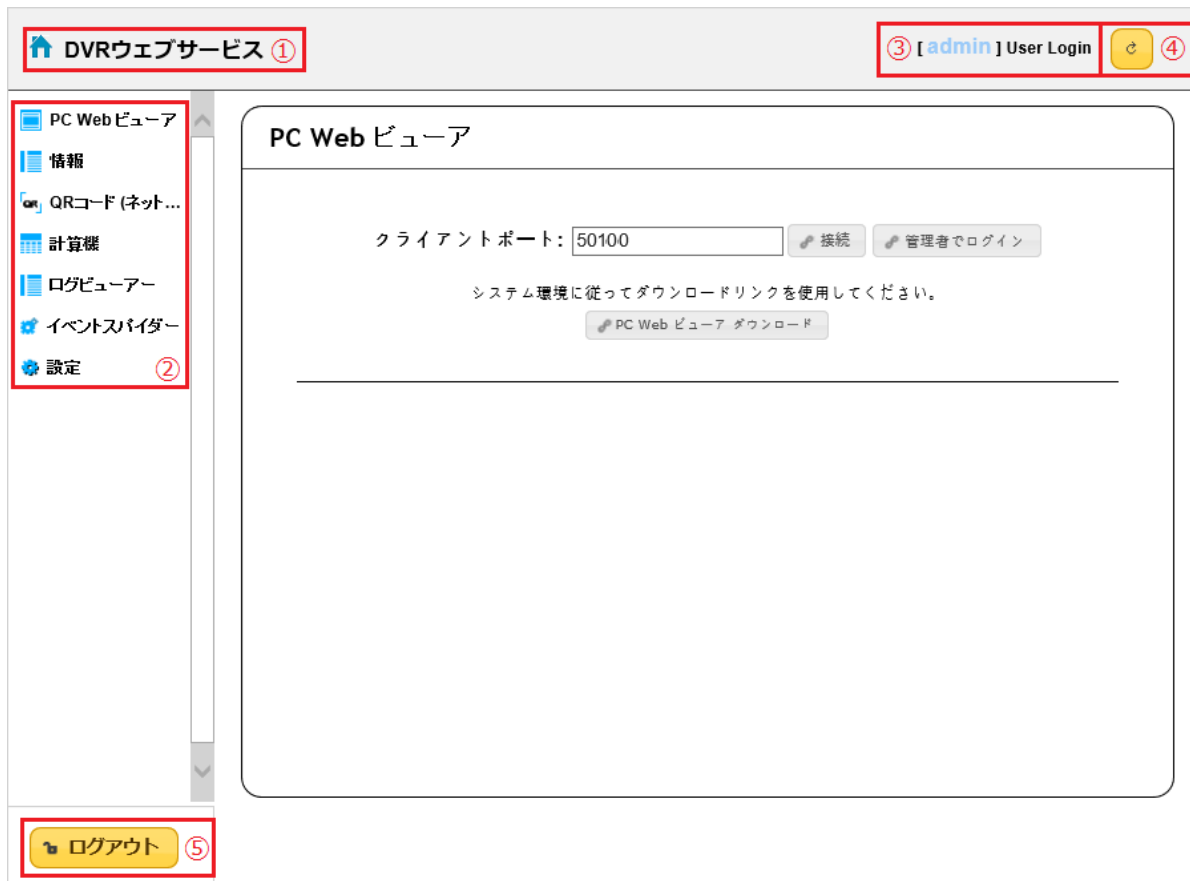 DVRウェブサービス ①
③ [ admin ] User Login
④
PC Web ビューア
情報
QRコード (ネット...
計算機
ログビューアー
イベントスパイダー
設定 ②
PC Web ビューア
クライアントポート: 50100 接続 管理者でログイン
システム環境に従ってダウンロードリンクを使用してください。
PC Web ビューア ダウンロード
ログアウト ⑤